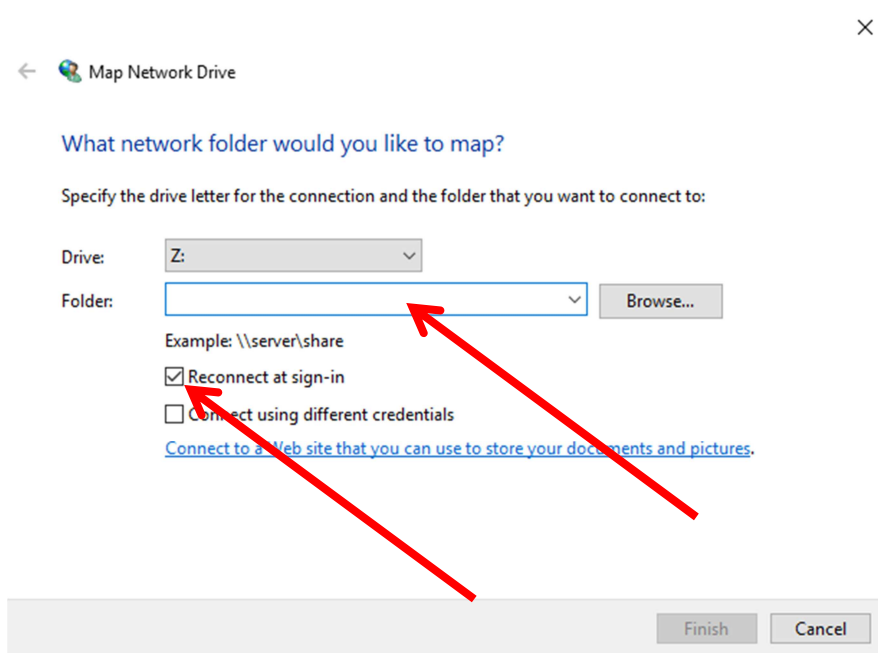 Map Network Drive
What network folder would you like to map?
Specify the drive letter for the connection and the folder that you want to connect to:
Drive: Z:
Folder: Browse...
Example: \\server\share
Reconnect at sign-in
Connect using different credentials
Connect to a Web site that you can use to store your documents and pictures.
Finish Cancel